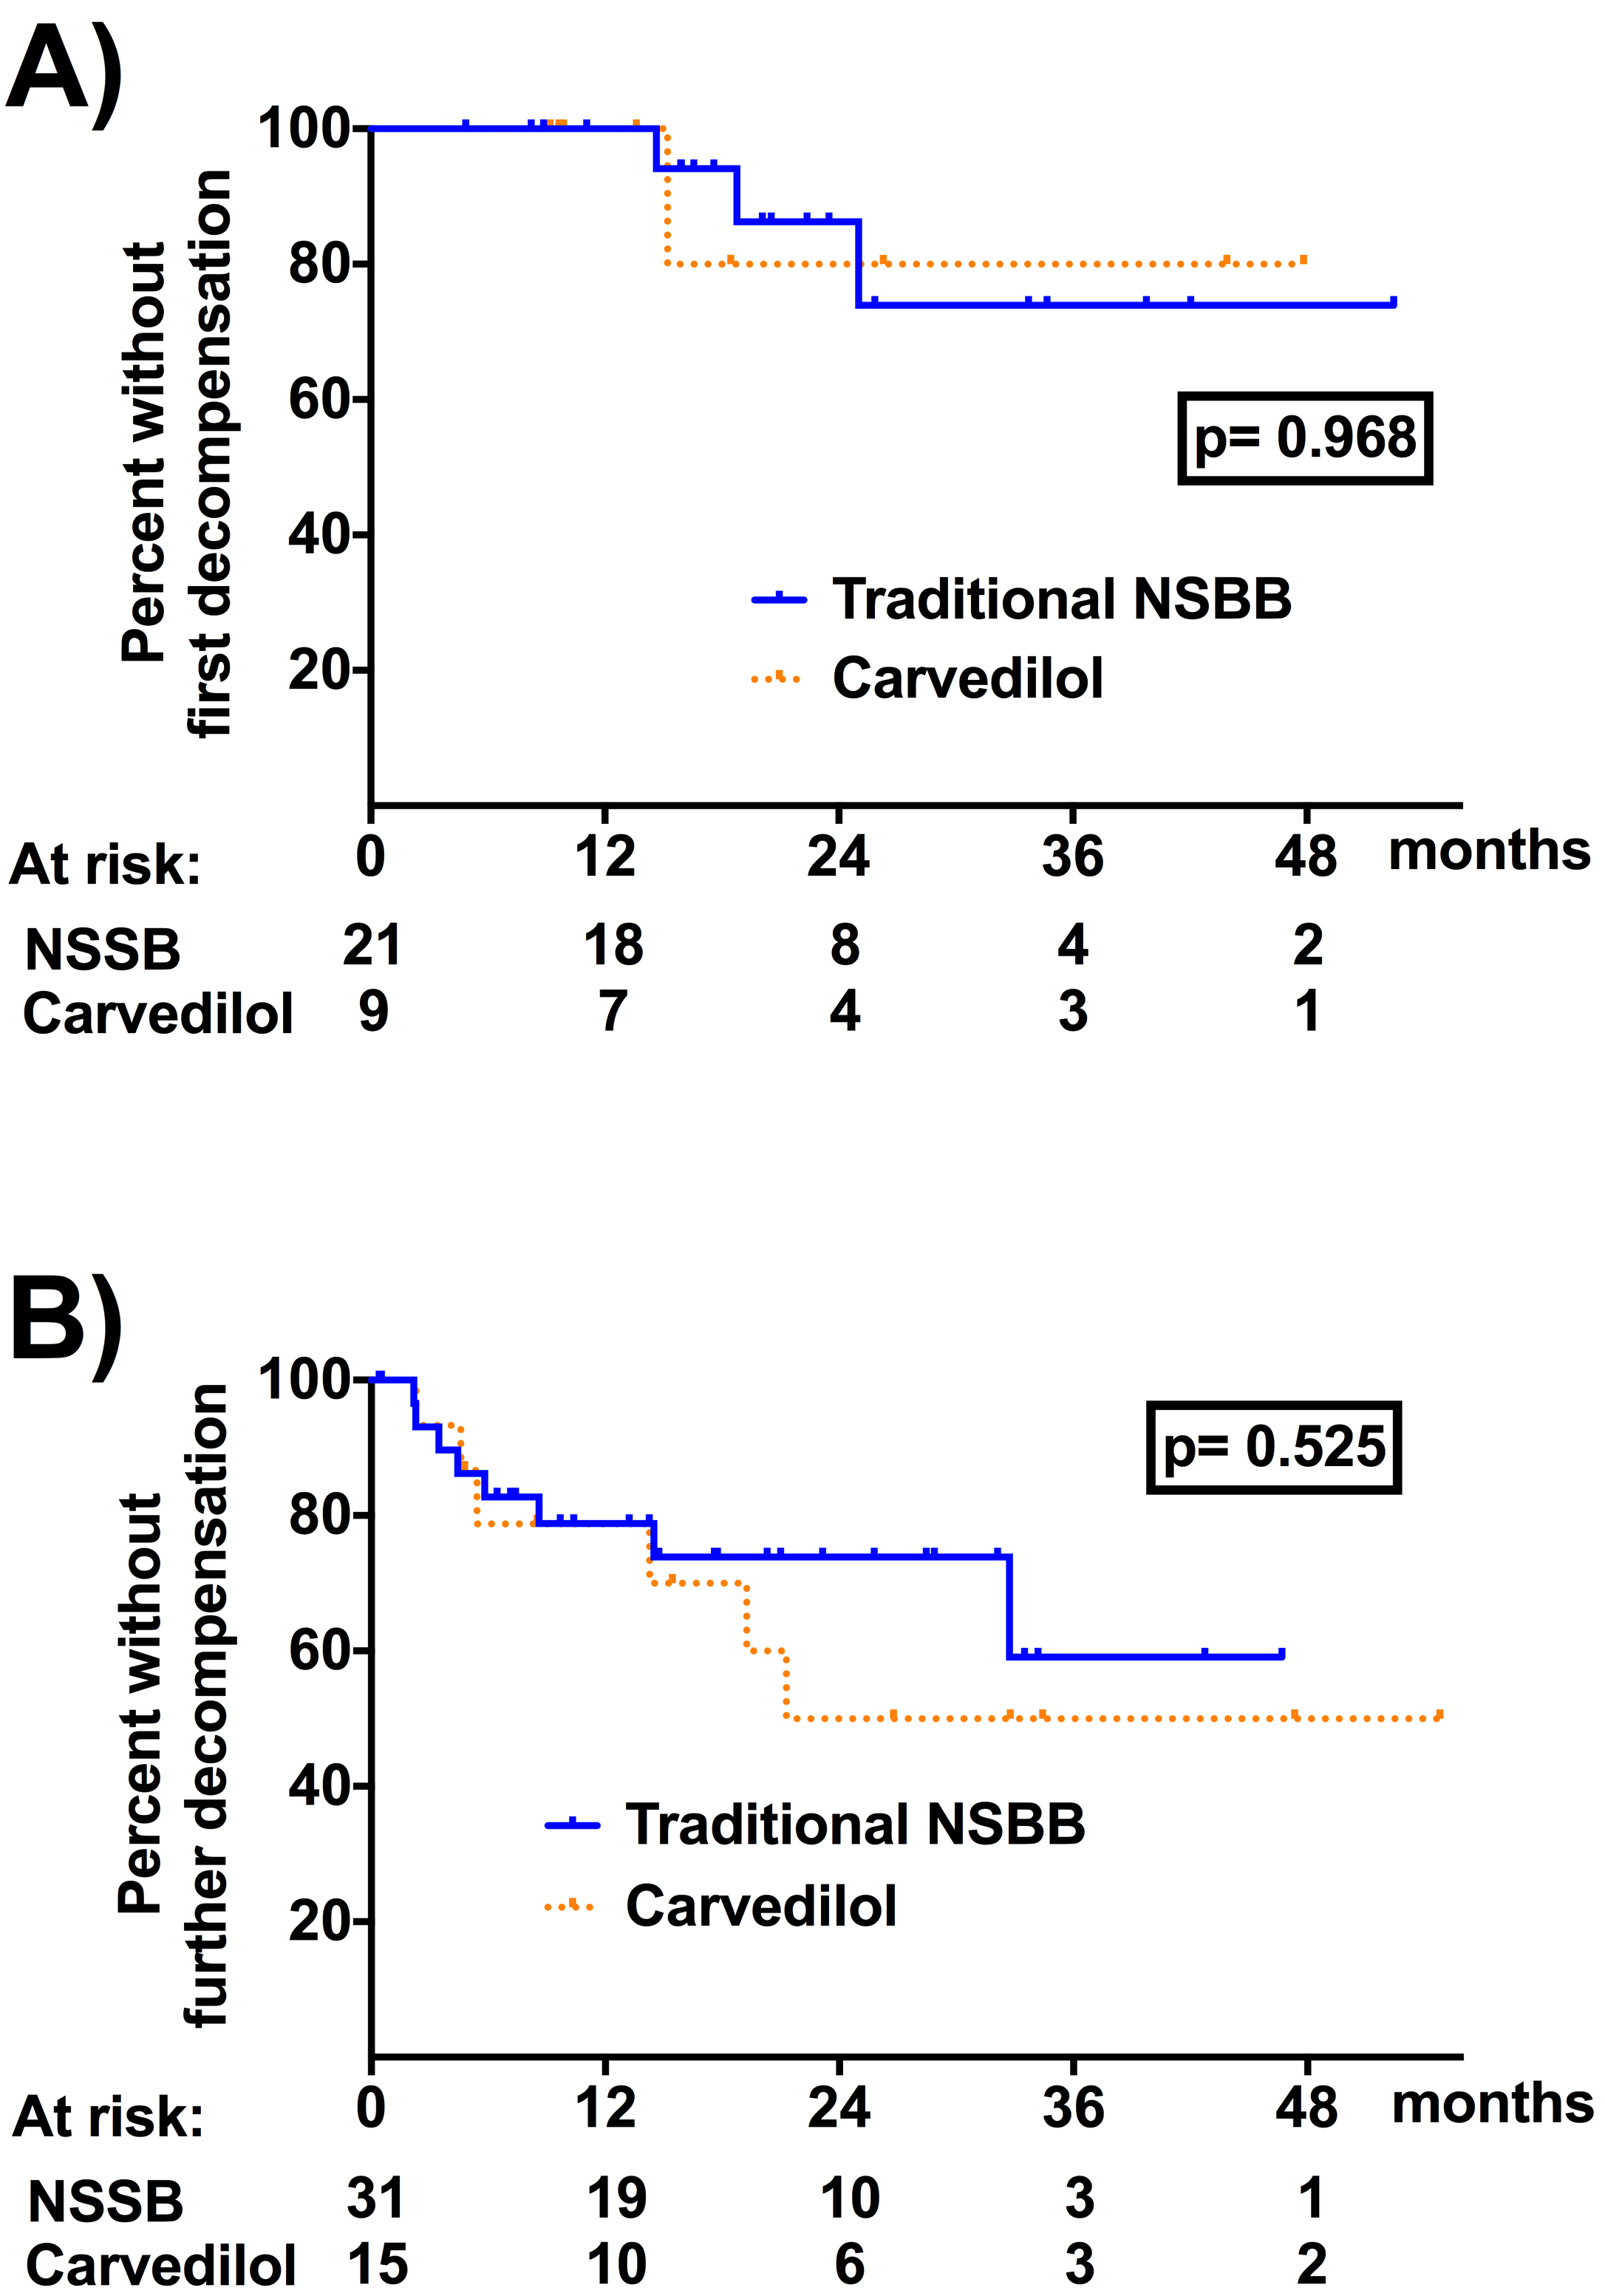 A)
Percent without
first decompensation
100
80
60
40
20
p= 0.968
Traditional NSBB
Carvedilol
0 12 24 36 48 months
At risk:
NSSB 21 18 8 4 2
Carvedilol 9 7 4 3 1
B)
Percent without
further decompensation
100
80
60
40
20
p= 0.525
Traditional NSBB
Carvedilol
0 12 24 36 48 months
At risk:
NSSB 31 19 10 3 1
Carvedilol 15 10 6 3 2